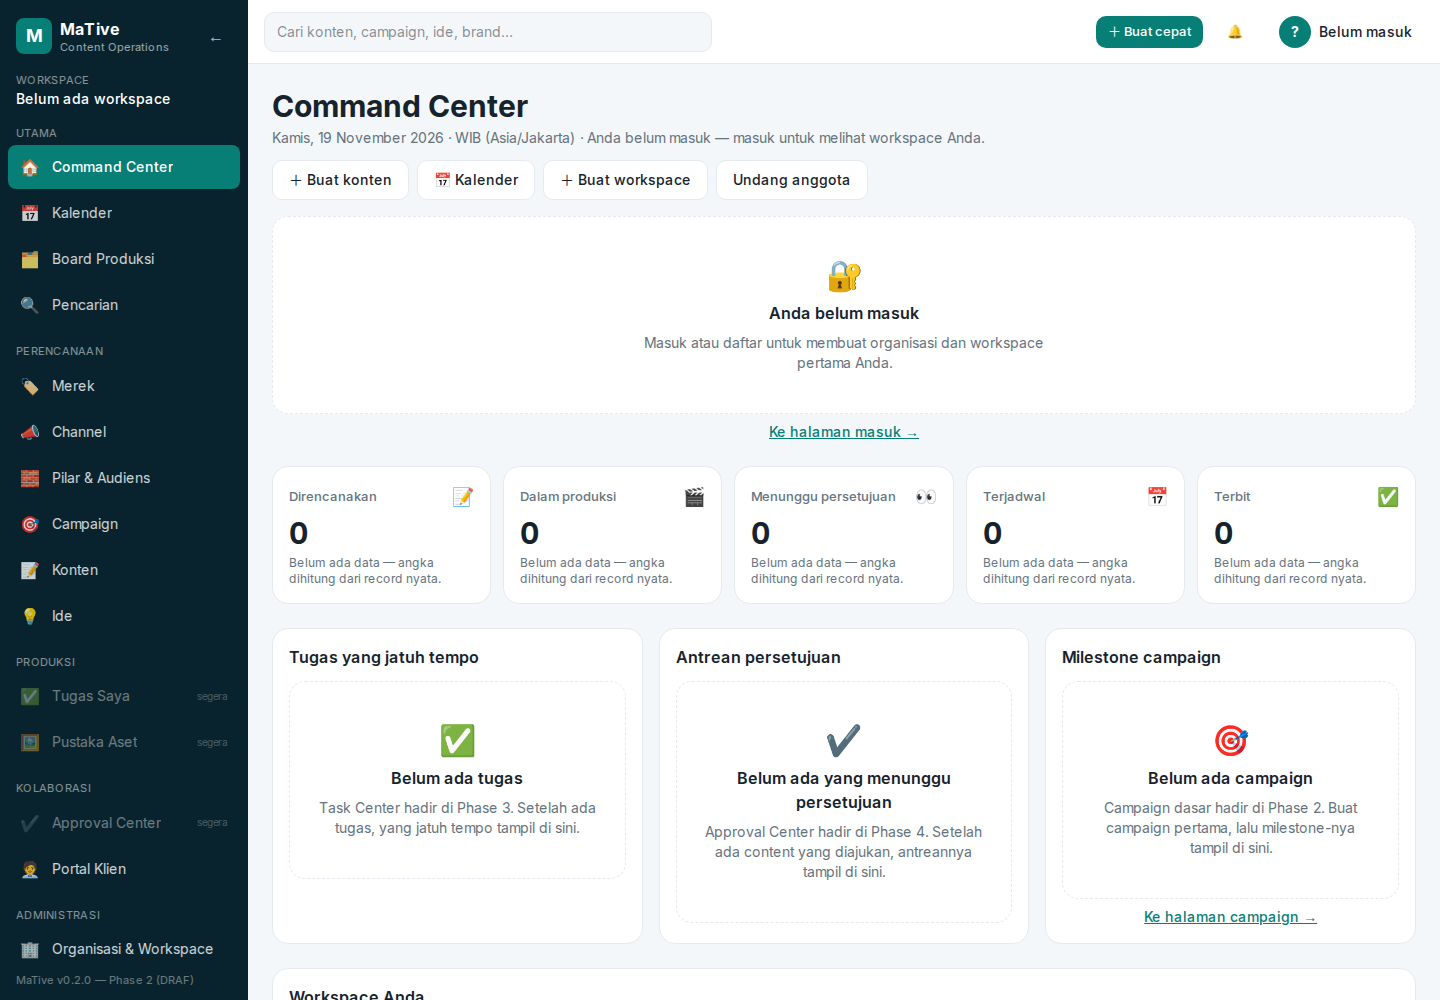 M
MaTive
Content Operations
←
WORKSPACE
Belum ada workspace
UTAMA
Command Center
Kalender
Board Produksi
Pencarian
PERENCANAAN
Merek
Channel
Pilar & Audiens
Campaign
Konten
Ide
PRODUKSI
Tugas Saya segera
Pustaka Aset segera
KOLABORASI
Approval Center segera
Portal Klien
ADMINISTRASI
Organisasi & Workspace
MaTive v0.2.0 — Phase 2 (DRAF)
Cari konten, campaign, ide, brand...
+ Buat cepat
? Belum masuk
Command Center
Kamis, 19 November 2026 · WIB (Asia/Jakarta) · Anda belum masuk — masuk untuk melihat workspace Anda.
+ Buat konten
Kalender
+ Buat workspace
Undang anggota
Anda belum masuk
Masuk atau daftar untuk membuat organisasi dan workspace
pertama Anda.
Ke halaman masuk →
Direncanakan
0
Belum ada data — angka
dihitung dari record nyata.
Dalam produksi
0
Belum ada data — angka
dihitung dari record nyata.
Menunggu persetujuan
0
Belum ada data — angka
dihitung dari record nyata.
Terjadwal
0
Belum ada data — angka
dihitung dari record nyata.
Terbit
0
Belum ada data — angka
dihitung dari record nyata.
Tugas yang jatuh tempo
Belum ada tugas
Task Center hadir di Phase 3. Setelah ada
tugas, yang jatuh tempo tampil di sini.
Antrean persetujuan
Belum ada yang menunggu
persetujuan
Approval Center hadir di Phase 4. Setelah
ada content yang diajukan, antreannya
tampil di sini.
Milestone campaign
Belum ada campaign
Campaign dasar hadir di Phase 2. Buat
campaign pertama, lalu milestone-nya
tampil di sini.
Ke halaman campaign →
Workspace Anda